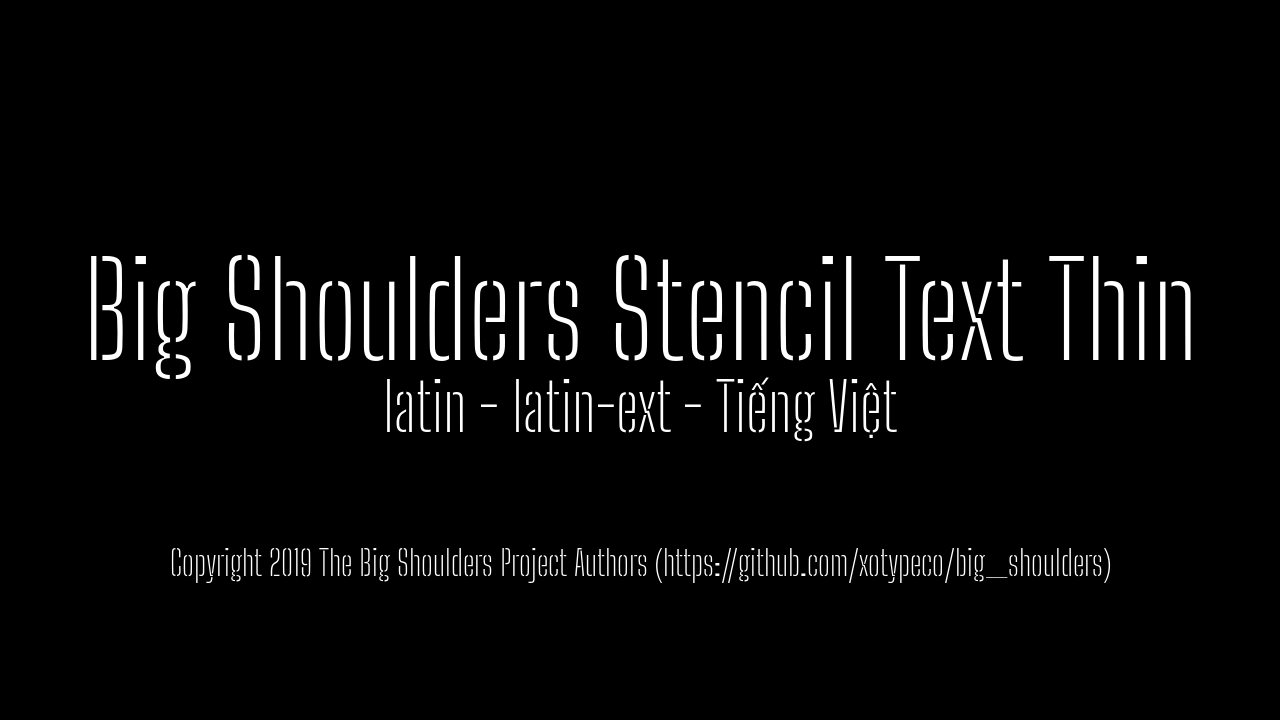 Big Shoulders Stencil Text Thin
latin - latin-ext - Tiếng Việt
Copyright 2019 The Big Shoulders Project Authors (https://github.com/xotypeco/big_shoulders)